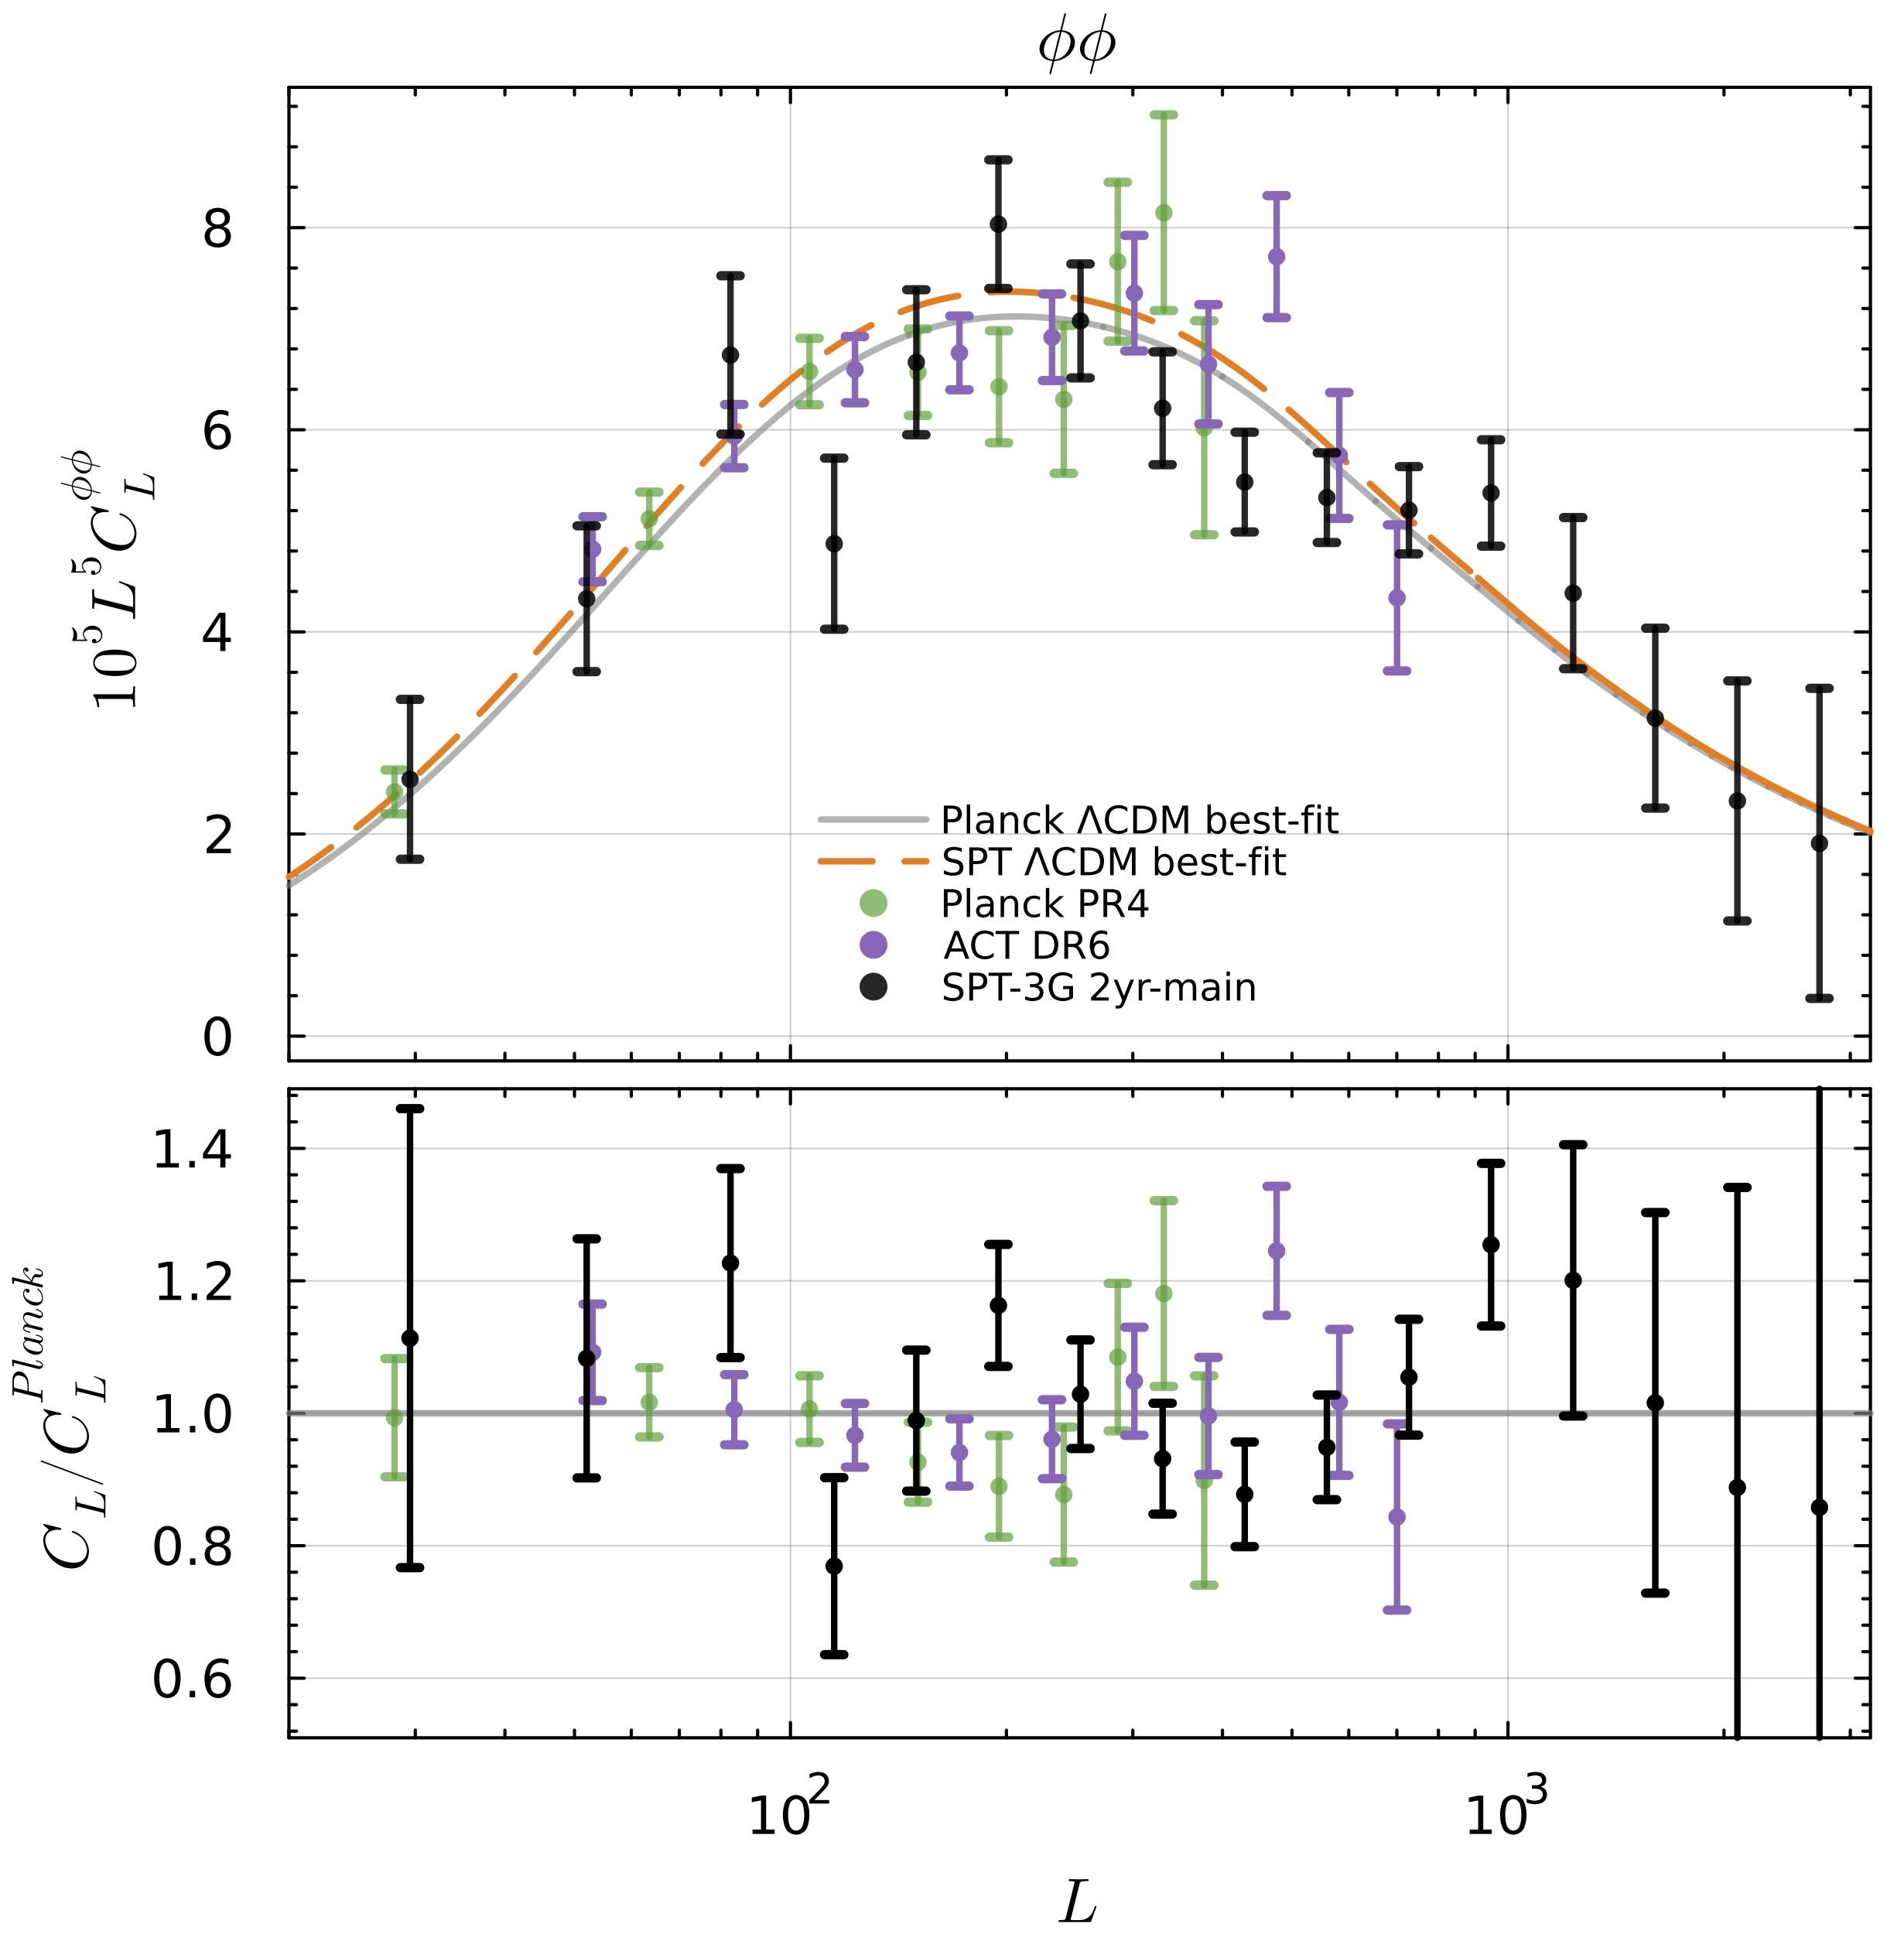 ϕϕ
10⁵L⁵C_L^ϕϕ
8
6
4
2
0
Planck ΛCDM best-fit
SPT ΛCDM best-fit
Planck PR4
ACT DR6
SPT-3G 2yr-main
C_L/C_L^Planck
1.4
1.2
1.0
0.8
0.6
10² 10³
L